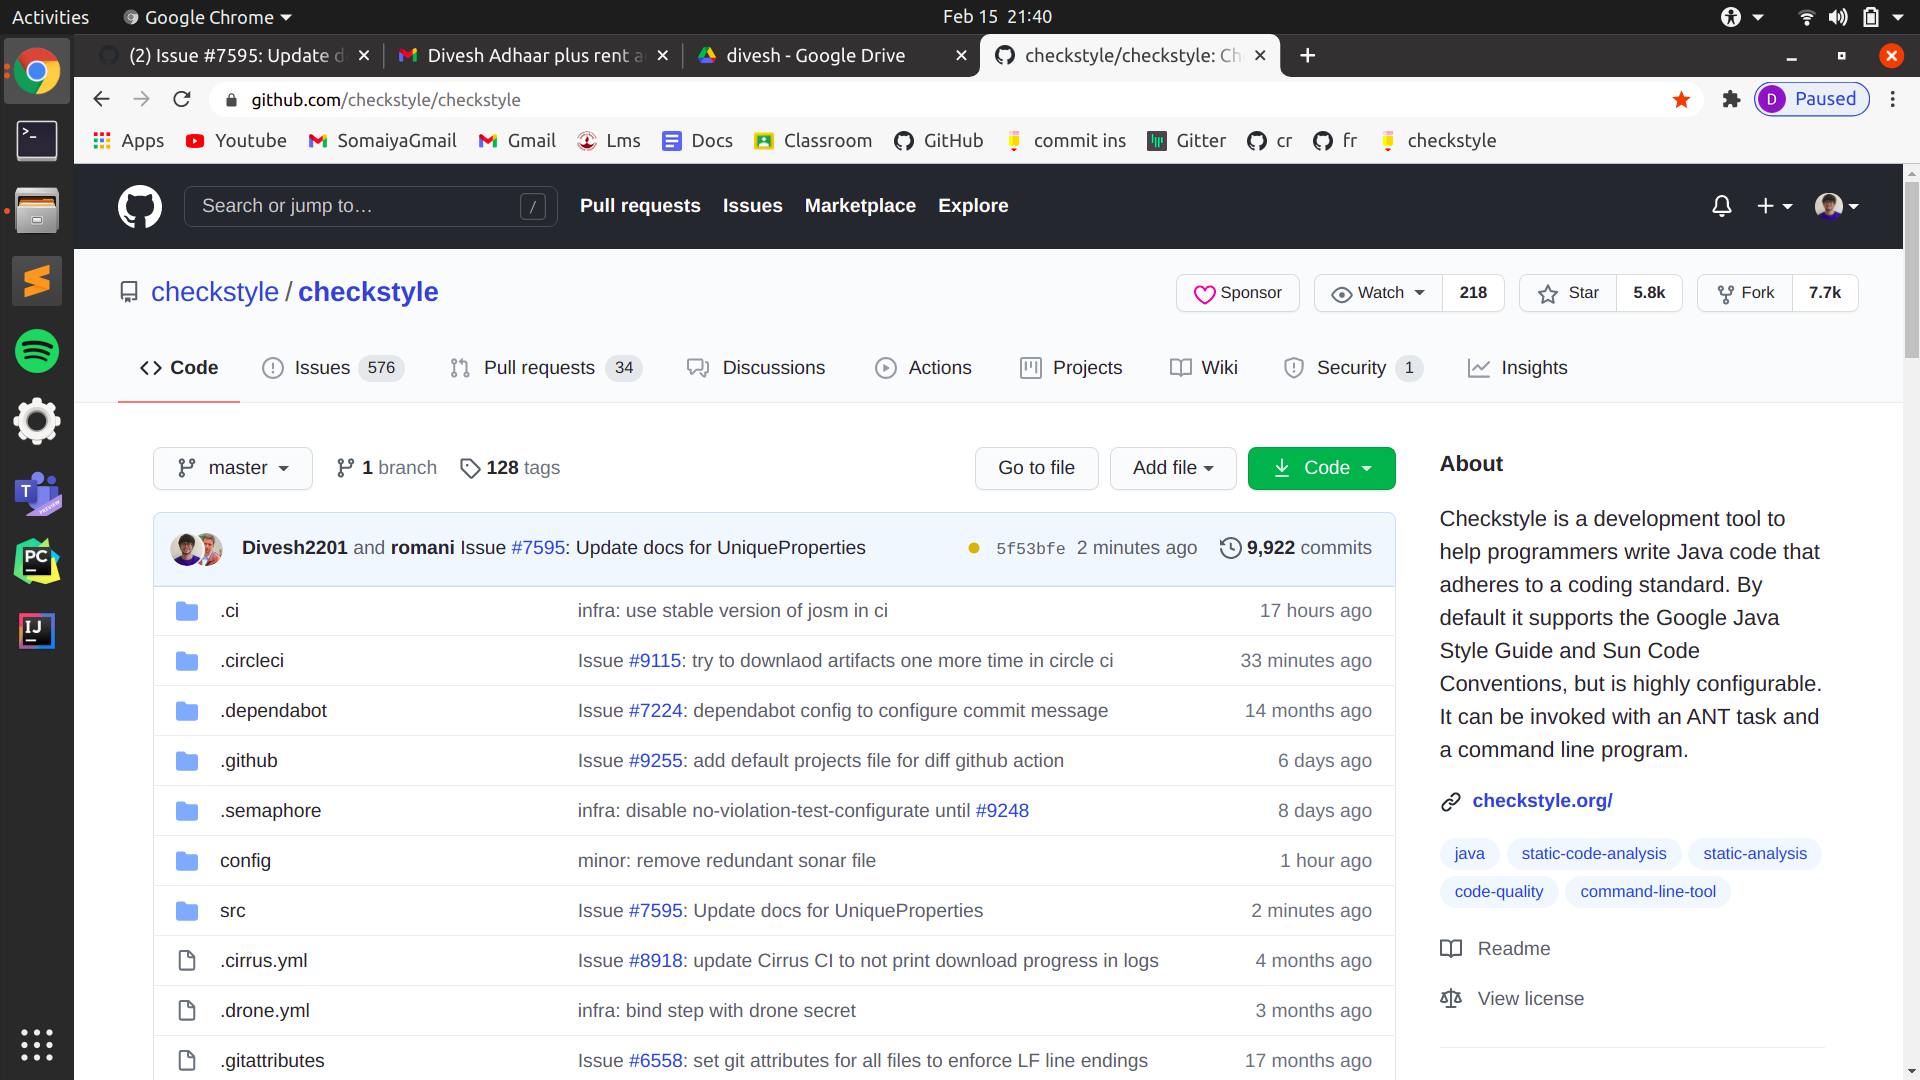 Activities Google Chrome Feb 15 21:40
(2) Issue #7595: Update d Divesh Adhaar plus rent a divesh - Google Drive checkstyle/checkstyle: Ch
github.com/checkstyle/checkstyle D Paused
Apps Youtube SomaiyaGmail Gmail Lms Docs Classroom GitHub commit ins Gitter cr fr checkstyle
Search or jump to… / Pull requests Issues Marketplace Explore
checkstyle / checkstyle Sponsor Watch 218 Star 5.8k Fork 7.7k
Code Issues 576 Pull requests 34 Discussions Actions Projects Wiki Security 1 Insights
master 1 branch 128 tags Go to file Add file Code
Divesh2201 and romani Issue #7595: Update docs for UniqueProperties 5f53bfe 2 minutes ago 9,922 commits
.ci infra: use stable version of josm in ci 17 hours ago
.circleci Issue #9115: try to downlaod artifacts one more time in circle ci 33 minutes ago
.dependabot Issue #7224: dependabot config to configure commit message 14 months ago
.github Issue #9255: add default projects file for diff github action 6 days ago
.semaphore infra: disable no-violation-test-configurate until #9248 8 days ago
config minor: remove redundant sonar file 1 hour ago
src Issue #7595: Update docs for UniqueProperties 2 minutes ago
.cirrus.yml Issue #8918: update Cirrus CI to not print download progress in logs 4 months ago
.drone.yml infra: bind step with drone secret 3 months ago
.gitattributes Issue #6558: set git attributes for all files to enforce LF line endings 17 months ago
About
Checkstyle is a development tool to
help programmers write Java code that
adheres to a coding standard. By
default it supports the Google Java
Style Guide and Sun Code
Conventions, but is highly configurable.
It can be invoked with an ANT task and
a command line program.
checkstyle.org/
java static-code-analysis static-analysis
code-quality command-line-tool
Readme
View license
>_
T
PREVIEW
PC
IJ